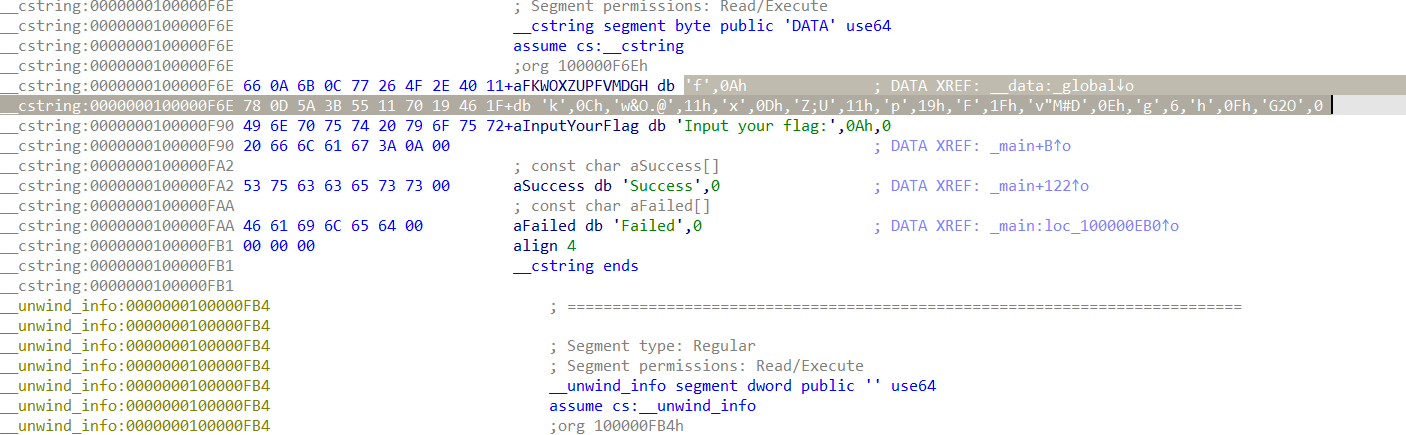 __cstring:0000000100000F6E ; Segment permissions: Read/Execute
__cstring:0000000100000F6E __cstring segment byte public 'DATA' use64
__cstring:0000000100000F6E assume cs:__cstring
__cstring:0000000100000F6E ;org 100000F6Eh
__cstring:0000000100000F6E 66 0A 6B 0C 77 26 4F 2E 40 11+aFKWOXZUPFVMDGH db 'f',0Ah ; DATA XREF: __data:_global↓o
__cstring:0000000100000F6E 78 0D 5A 3B 55 11 70 19 46 1F+db 'k',0Ch,'w&O.@',11h,'x',0Dh,'Z;U',11h,'p',19h,'F',1Fh,'v"M#D',0Eh,'g',6,'h',0Fh,'G2O',0
__cstring:0000000100000F90 49 6E 70 75 74 20 79 6F 75 72+aInputYourFlag db 'Input your flag:',0Ah,0
__cstring:0000000100000F90 20 66 6C 61 67 3A 0A 00 ; DATA XREF: _main+B↑o
__cstring:0000000100000FA2 ; const char aSuccess[]
__cstring:0000000100000FA2 53 75 63 63 65 73 73 00 aSuccess db 'Success',0 ; DATA XREF: _main+122↑o
__cstring:0000000100000FAA ; const char aFailed[]
__cstring:0000000100000FAA 46 61 69 6C 65 64 00 aFailed db 'Failed',0 ; DATA XREF: _main:loc_100000EB0↑o
__cstring:0000000100000FB1 00 00 00 align 4
__cstring:0000000100000FB1 __cstring ends
__cstring:0000000100000FB1
__unwind_info:0000000100000FB4 ; ===========================================================================
__unwind_info:0000000100000FB4
__unwind_info:0000000100000FB4 ; Segment type: Regular
__unwind_info:0000000100000FB4 ; Segment permissions: Read/Execute
__unwind_info:0000000100000FB4 __unwind_info segment dword public '' use64
__unwind_info:0000000100000FB4 assume cs:__unwind_info
__unwind_info:0000000100000FB4 ;org 100000FB4h